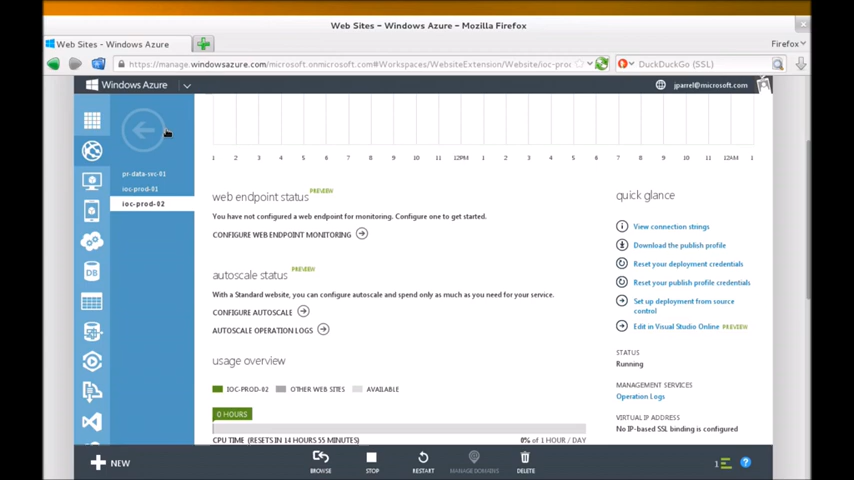 Web Sites - Windows Azure - Mozilla Firefox
Web Sites - Windows Azure
Firefox
https://manage.windowsazure.com/microsoft.onmicrosoft.com#Workspaces/WebsiteExtension/Website/ioc-proc
DuckDuckGo (SSL)
Windows Azure
jparrel@microsoft.com
1 2 3 4 5 6 7 8 9 10 11 12PM 1 2 3 4 5 6 7 8 9 10 11 12AM 1
pr-data-svc-01
ioc-prod-01
ioc-prod-02
web endpoint status PREVIEW
You have not configured a web endpoint for monitoring. Configure one to get started.
CONFIGURE WEB ENDPOINT MONITORING
autoscale status PREVIEW
With a Standard website, you can configure autoscale and spend only as much as you need for your service.
CONFIGURE AUTOSCALE
AUTOSCALE OPERATION LOGS
usage overview
IOC-PROD-02 OTHER WEB SITES AVAILABLE
0 HOURS
CPU TIME (RESETS IN 14 HOURS 55 MINUTES) 0% of 1 HOUR / DAY
quick glance
View connection strings
Download the publish profile
Reset your deployment credentials
Reset your publish profile credentials
Set up deployment from source
control
Edit in Visual Studio Online PREVIEW
STATUS
Running
MANAGEMENT SERVICES
Operation Logs
VIRTUAL IP ADDRESS
No IP-based SSL binding is configured
DB
NEW
BROWSE
STOP
RESTART
MANAGE DOMAINS
DELETE
1
?